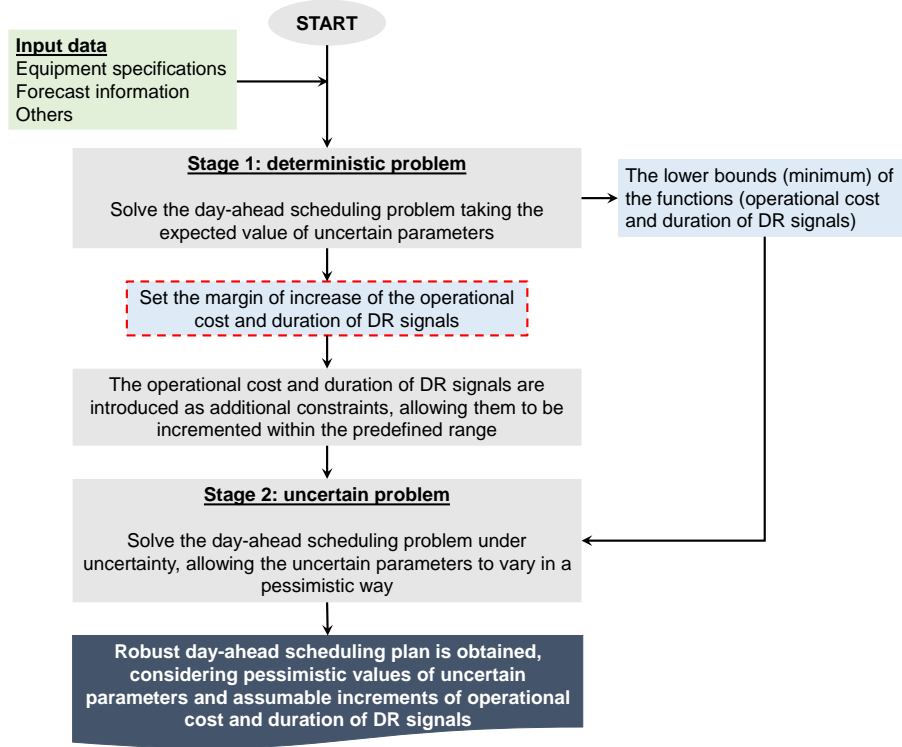 START
Input data
Equipment specifications
Forecast information
Others
Stage 1: deterministic problem
Solve the day-ahead scheduling problem taking the
expected value of uncertain parameters
The lower bounds (minimum) of
the functions (operational cost
and duration of DR signals)
Set the margin of increase of the operational
cost and duration of DR signals
The operational cost and duration of DR signals are
introduced as additional constraints, allowing them to be
incremented within the predefined range
Stage 2: uncertain problem
Solve the day-ahead scheduling problem under
uncertainty, allowing the uncertain parameters to vary in a
pessimistic way
Robust day-ahead scheduling plan is obtained,
considering pessimistic values of uncertain
parameters and assumable increments of operational
cost and duration of DR signals